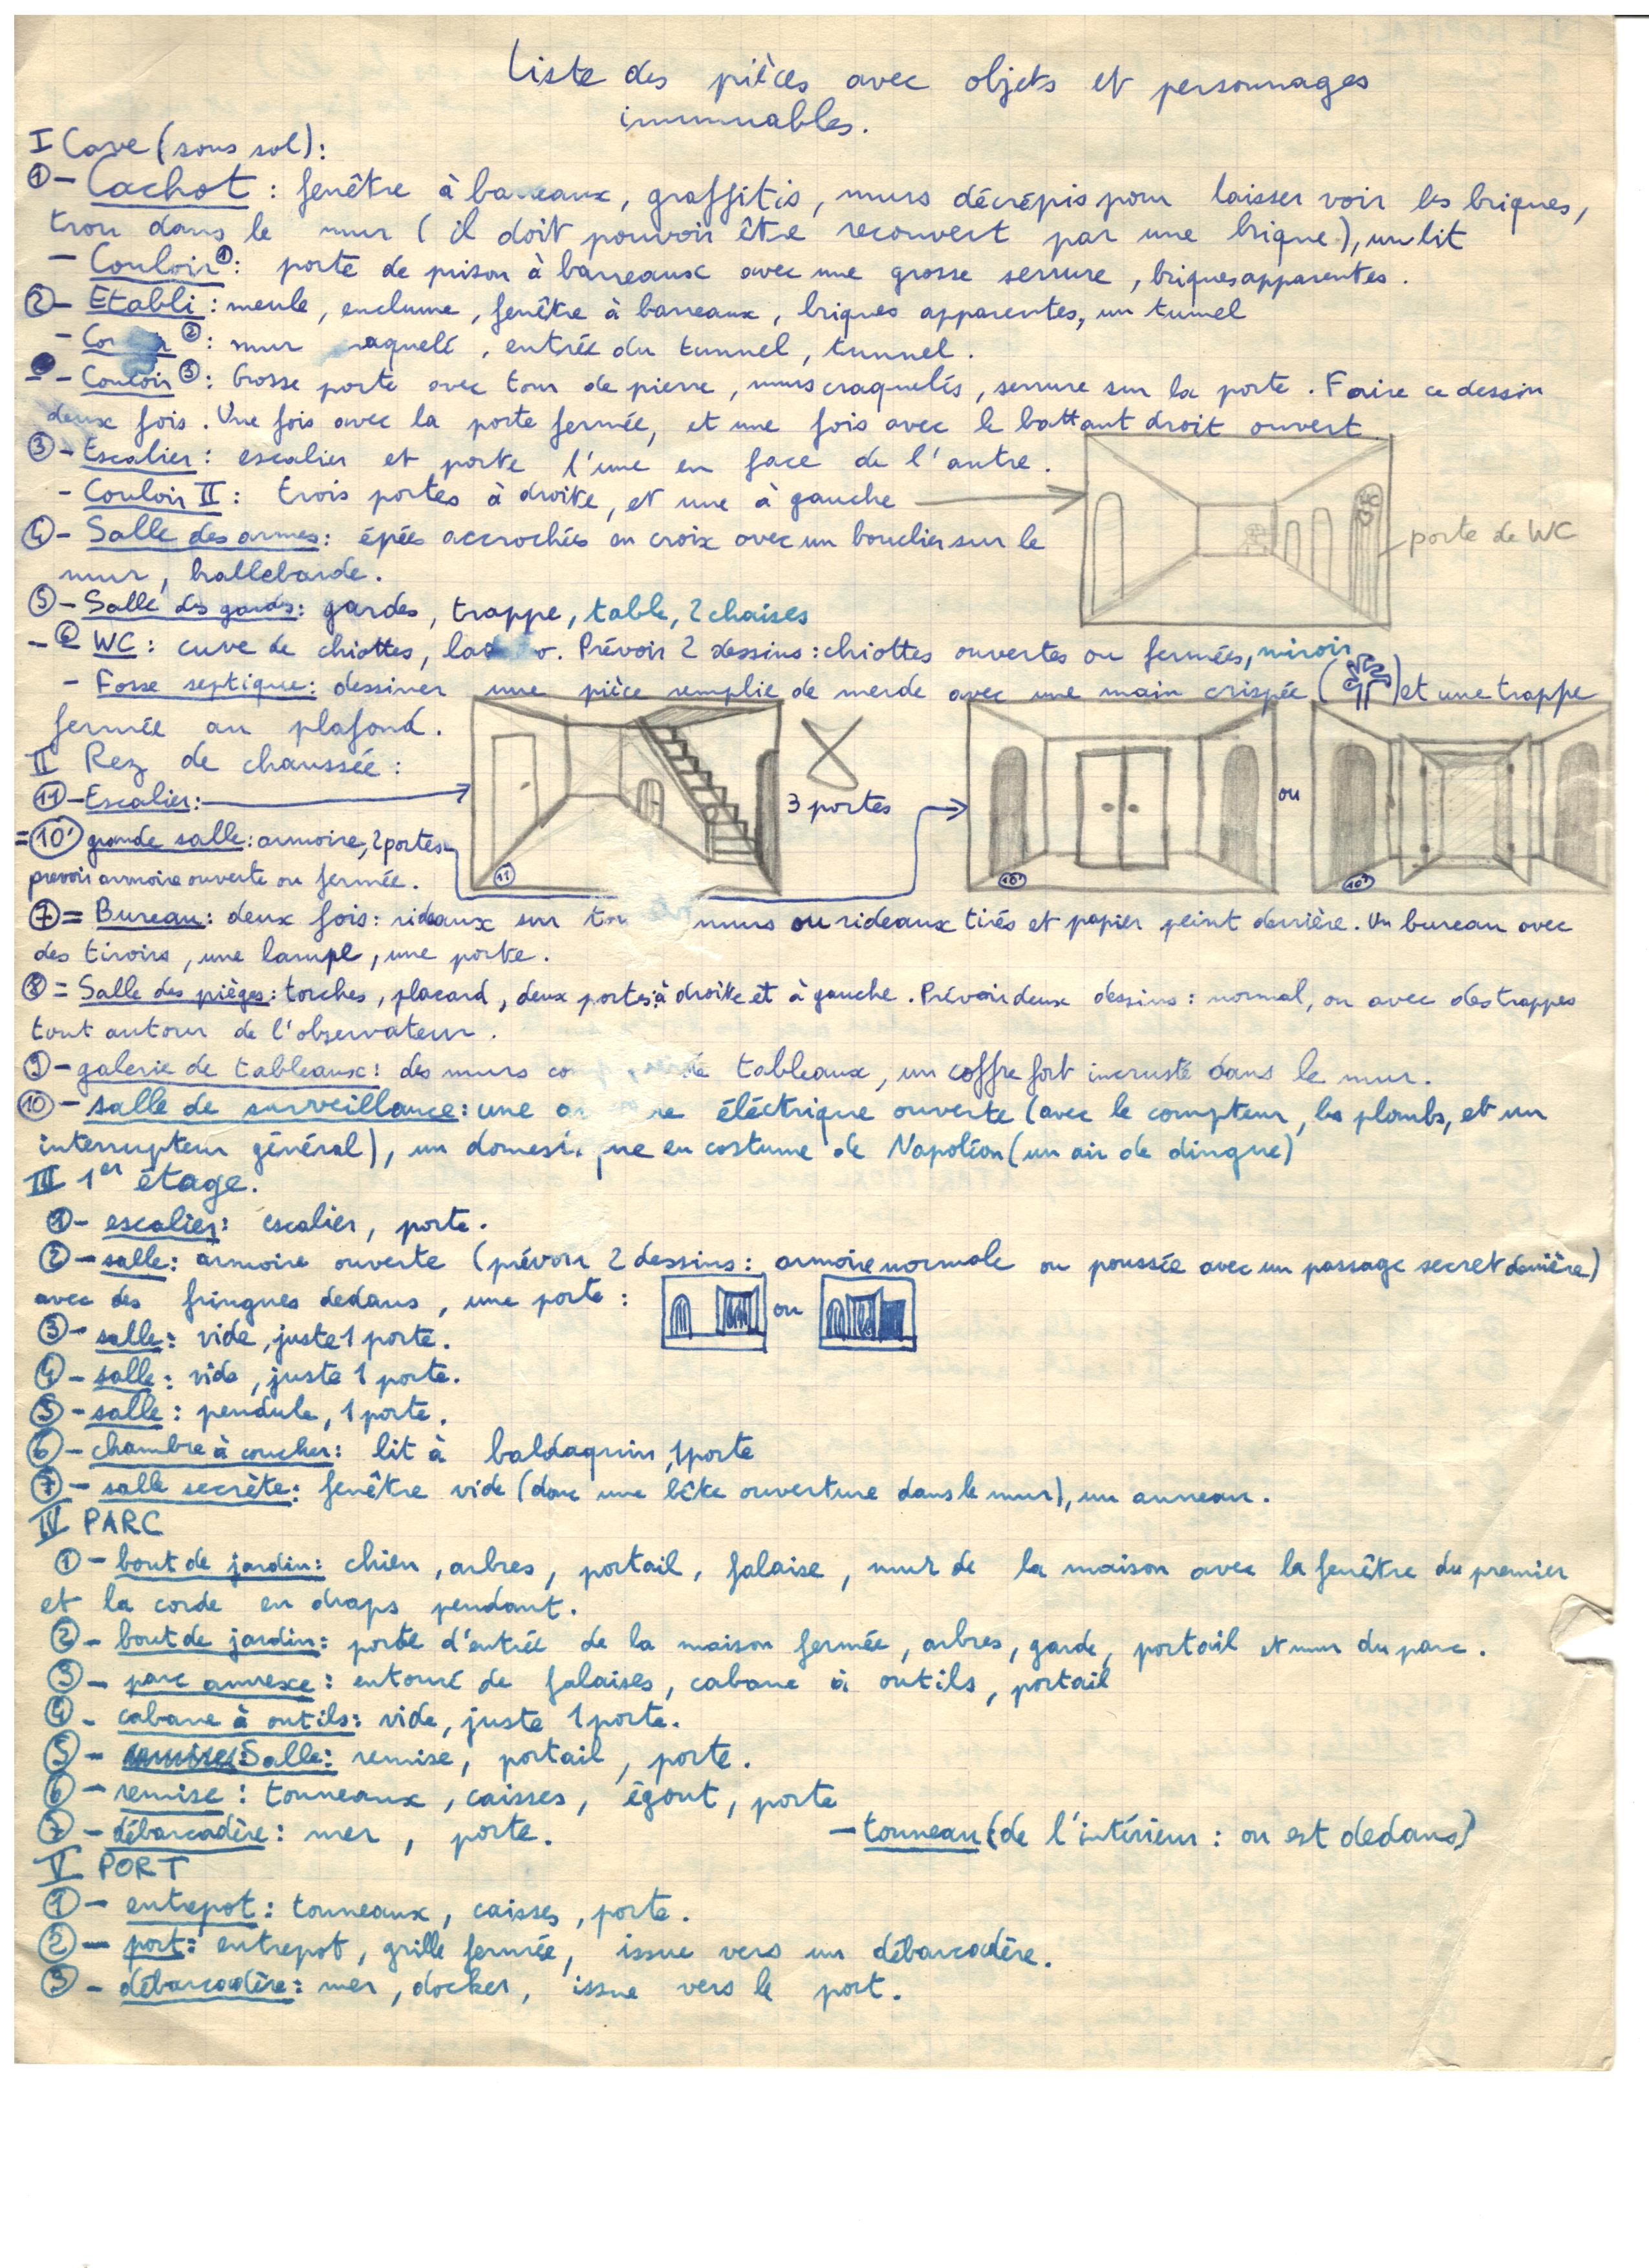 Liste des pièces avec objets et personnages
immuables.
I Cave (sous sol) :
① - Cachot : fenêtre à barreaux, graffitis, murs décrépis pour laisser voir les briques,
trou dans le mur ( il doit pouvoir être recouvert par une brique), un lit
- Couloir ① : porte de prison à barreaux avec une grosse serrure, briques apparentes.
② - Etabli : meule, enclume, fenêtre à barreaux, briques apparentes, un tunnel
- ② : mur , entrée du tunnel, tunnel.
- - Couloir ③ : Grosse porte avec tour de pierre, murs craquelés, serrure sur la porte. Faire ce dessin
deux fois. Une fois avec la porte fermée, et une fois avec le battant droit ouvert
③ - Escalier : escalier et porte l'une en face de l'autre.
- Couloir II : trois portes à droite, et une à gauche
WC
④ - Salle des armes : épées accrochées en croix avec un bouclier sur le
porte de WC
mur, hallebarde.
⑤ - Salle des gardes : gardes, trappe, table, 2 chaises
- ⑥ WC : cuve de chiottes, . Prévoir 2 dessins : chiottes ouvertes ou fermées, miroir
- Fosse septique : dessiner une pièce remplie de merde avec une main crispée ( ) et une trappe
fermée au plafond.
II Rez de chaussée :
⑪ - Escalier :
3 portes
ou
= 10' grande salle : armoire, 2 portes
prevoir armoire ouverte ou fermée.
11
10'
10'
⑦ = Bureau : deux fois : rideaux sur murs ou rideaux tirés et papier peint derrière. Un bureau avec
des tiroirs, une lampe, une porte.
⑧ = Salle des pièges : torches, placard, deux portes : à droite et à gauche. Prévoir deux dessins : normal, ou avec des trappes
tout autour de l'observateur.
⑨ - galerie de tableaux : des murs de tableaux, un coffre fort incrusté dans le mur.
⑩ - salle de surveillance : une éléctrique ouverte (avec le compteur, les plombs, et un
interrupteur général), un domestique en costume de Napoléon (un air de dingue)
III 1er étage.
① - escalier : escalier, porte.
② - salle : armoire ouverte (prévoir 2 dessins : armoire normale ou poussée avec un passage secret derrière)
avec des fringues dedans, une porte : ou
③ - salle : vide, juste 1 porte.
④ - salle : vide, juste 1 porte.
⑤ - salle : pendule, 1 porte.
⑥ - chambre à coucher : lit à baldaquin, 1 porte
⑦ - salle secrète : fenêtre vide (donc une bête ouverture dans le mur), un anneau.
IV PARC
① - bout de jardin : chien, arbres, portail, falaise, mur de la maison avec la fenêtre du premier
et la corde en draps pendant.
② - bout de jardin : porte d'entrée de la maison fermée, arbres, garde, portail et mur du parc.
③ - parc annexe : entouré de falaises, cabane à outils, portail
④ - cabane à outils : vide, juste 1 porte.
⑤ - Salle : remise, portail, porte.
⑥ - remise : tonneaux, caisses, égout, porte
⑦ - débarcadère : mer, porte. - tonneau (de l'intérieur : on est dedans)
V PORT
① - entrepot : tonneaux, caisses, porte.
② - port : entrepot, grille fermée, issue vers un débarcadère.
③ - débarcadère : mer, docker, issue vers le port.